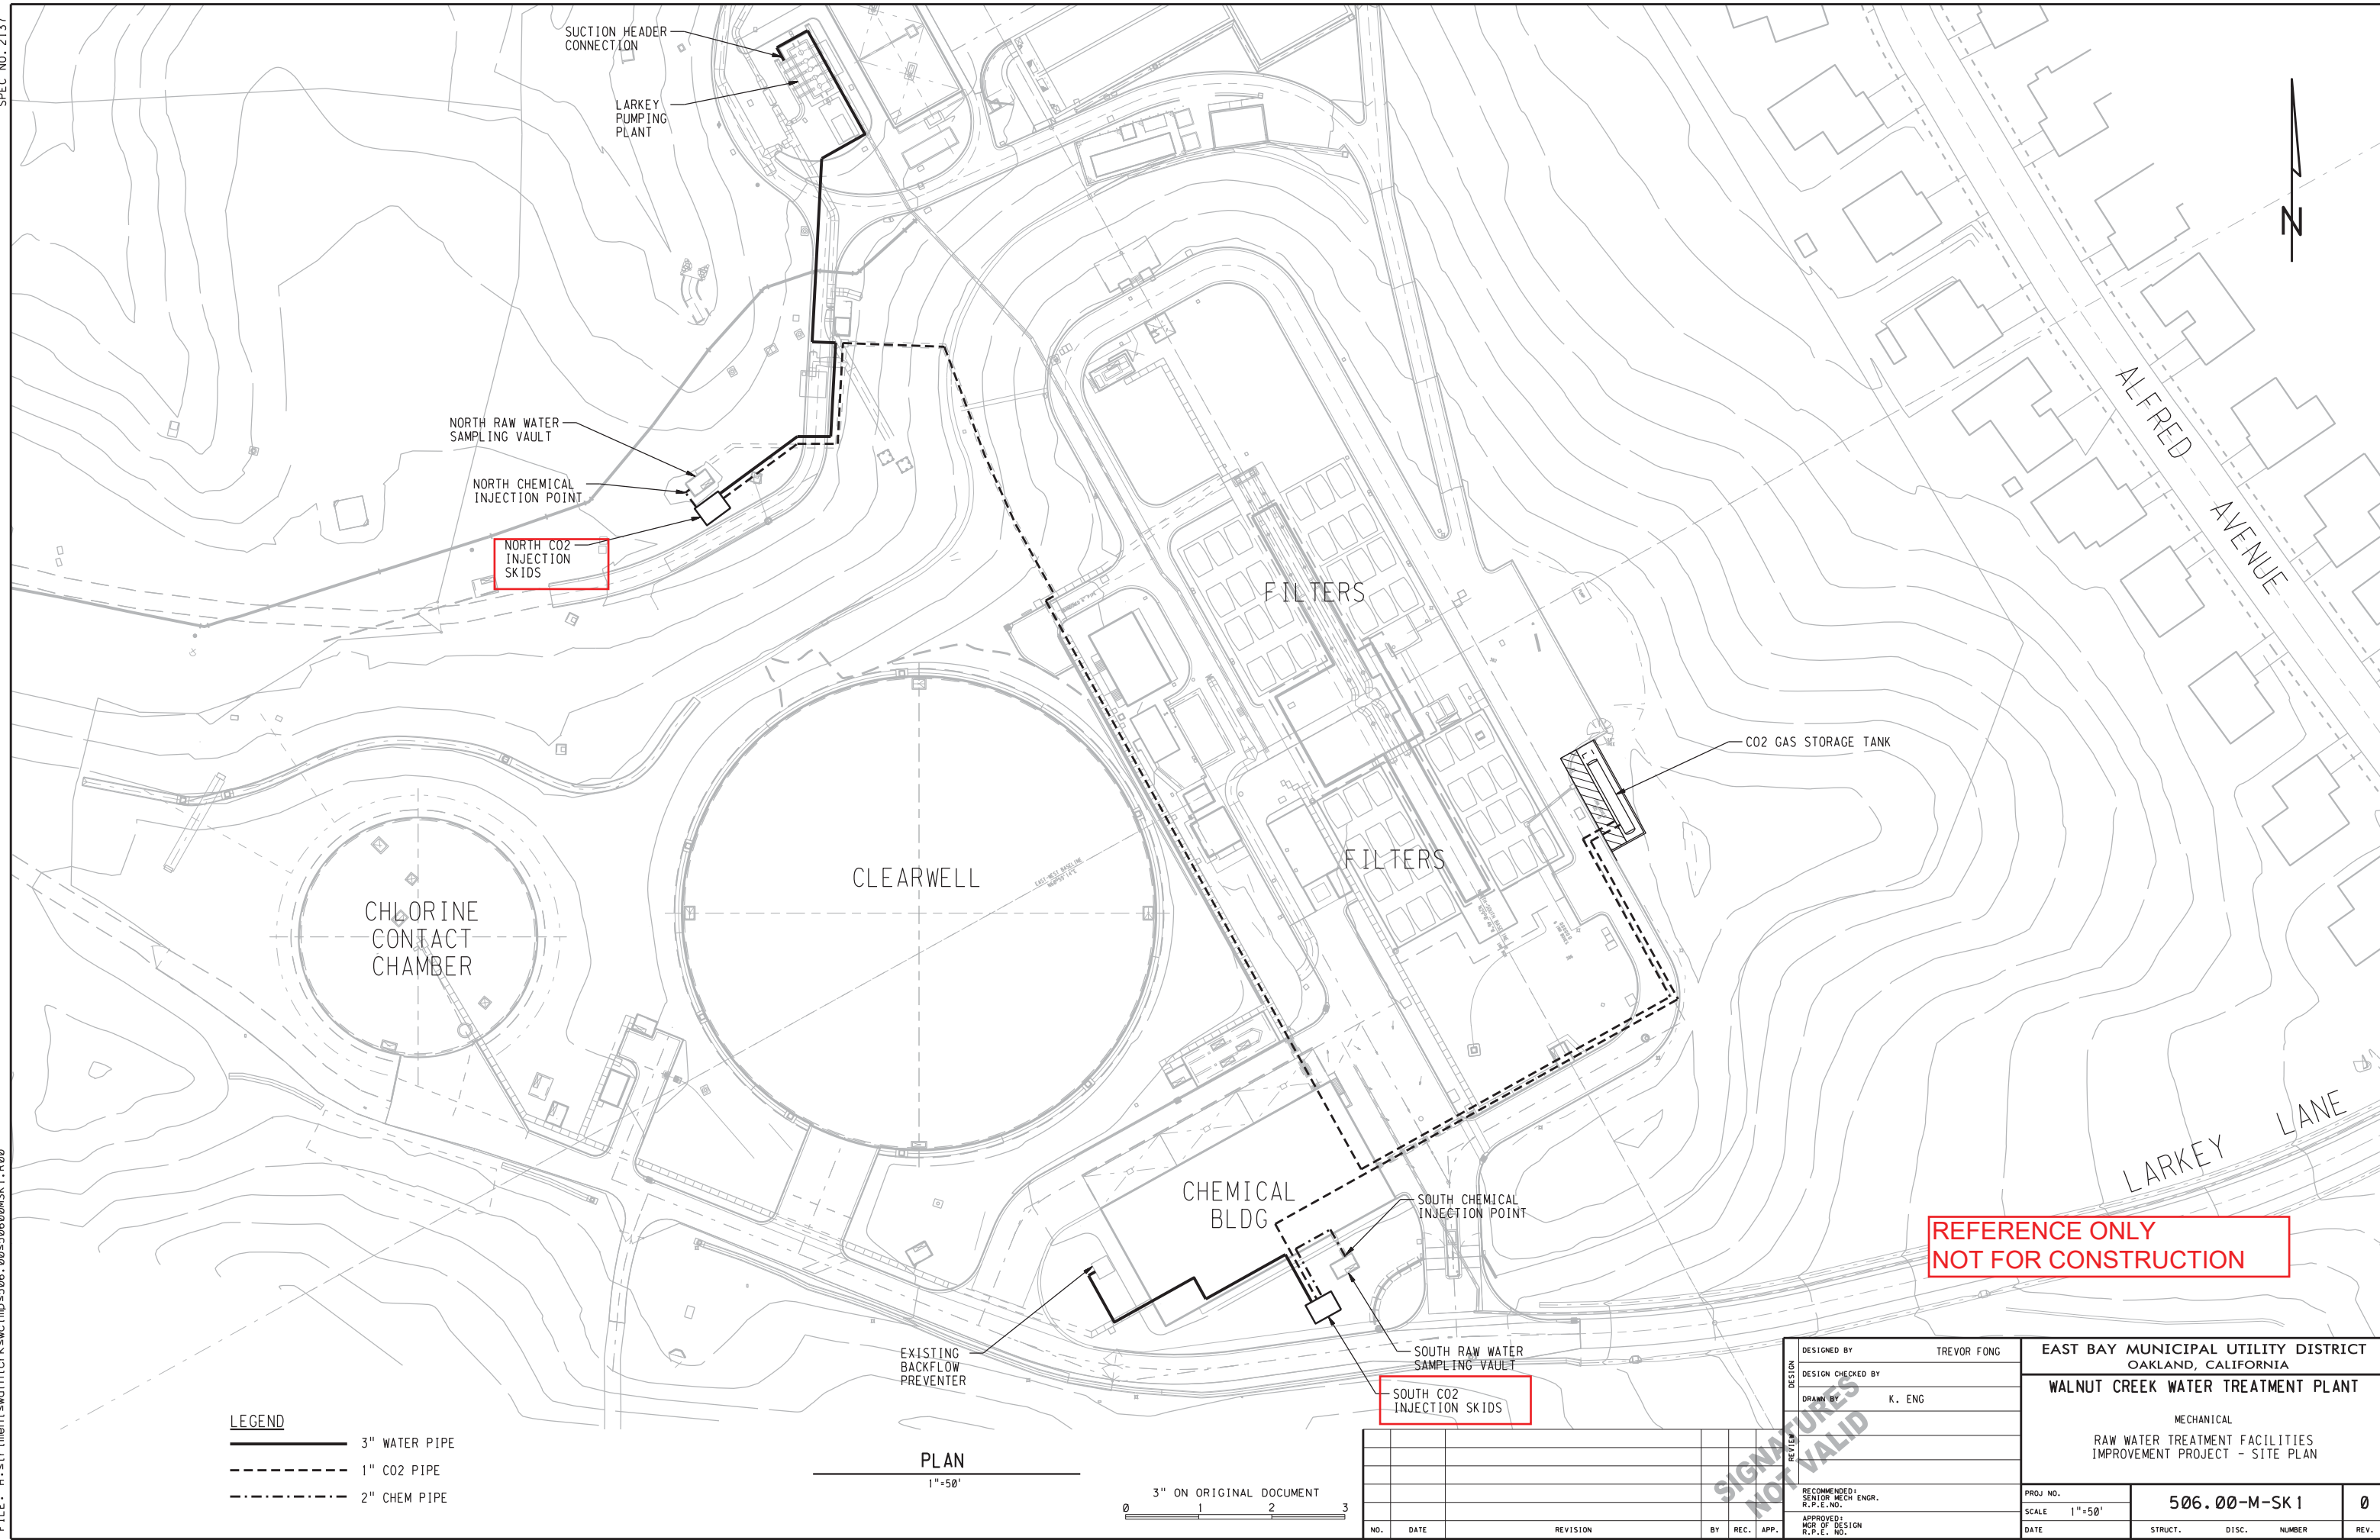 SPEC NO. 2137
SUCTION HEADER
CONNECTION
LARKEY
PUMPING
PLANT
NORTH RAW WATER
SAMPLING VAULT
NORTH CHEMICAL
INJECTION POINT
NORTH CO2
INJECTION
SKIDS
N
ALFRED AVENUE
FILTERS
CO2 GAS STORAGE TANK
FILTERS
CLEARWELL
EAST-WEST BASELINE
CHLORINE
CONTACT
CHAMBER
LARKEY LANE
CHEMICAL
BLDG
SOUTH CHEMICAL
INJECTION POINT
REFERENCE ONLY
NOT FOR CONSTRUCTION
EXISTING
BACKFLOW
PREVENTER
SOUTH RAW WATER
SAMPLING VAULT
SOUTH CO2
INJECTION SKIDS
LEGEND
3" WATER PIPE
1" CO2 PIPE
2" CHEM PIPE
PLAN
1"=50'
3" ON ORIGINAL DOCUMENT
0 1 2 3
NO. DATE REVISION BY REC. APP.
SIGNATURES
NOT VALID
DESIGN
DESIGNED BY TREVOR FONG
DESIGN CHECKED BY
DRAWN BY K. ENG
REVIEW
RECOMMENDED:
SENIOR MECH ENGR.
R.P.E.NO.
APPROVED:
MGR OF DESIGN
R.P.E. NO.
EAST BAY MUNICIPAL UTILITY DISTRICT
OAKLAND, CALIFORNIA
WALNUT CREEK WATER TREATMENT PLANT
MECHANICAL
RAW WATER TREATMENT FACILITIES
IMPROVEMENT PROJECT - SITE PLAN
PROJ NO.
SCALE 1"=50'
DATE
506.00-M-SK1
STRUCT. DISC. NUMBER
0
REV.